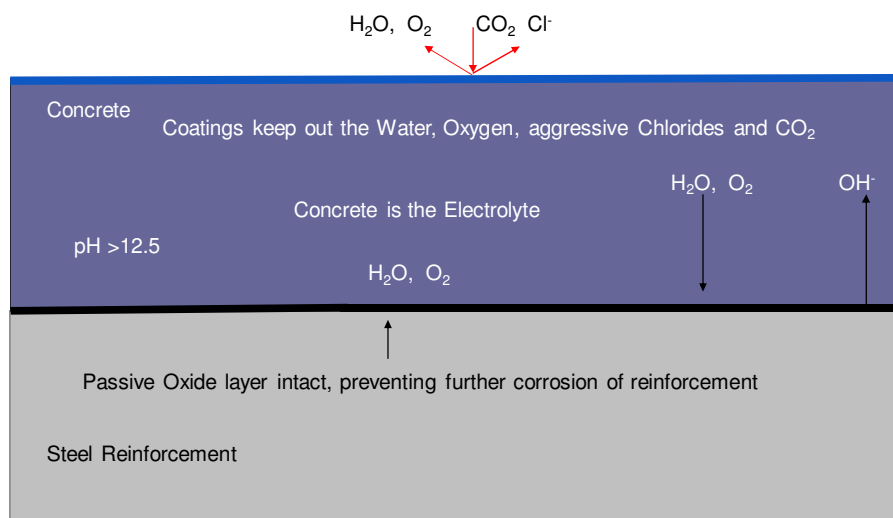 H₂O, O₂ CO₂ Cl⁻
Concrete
Coatings keep out the Water, Oxygen, aggressive Chlorides and CO₂
H₂O, O₂ OH⁻
Concrete is the Electrolyte
pH >12.5
H₂O, O₂
Passive Oxide layer intact, preventing further corrosion of reinforcement
Steel Reinforcement